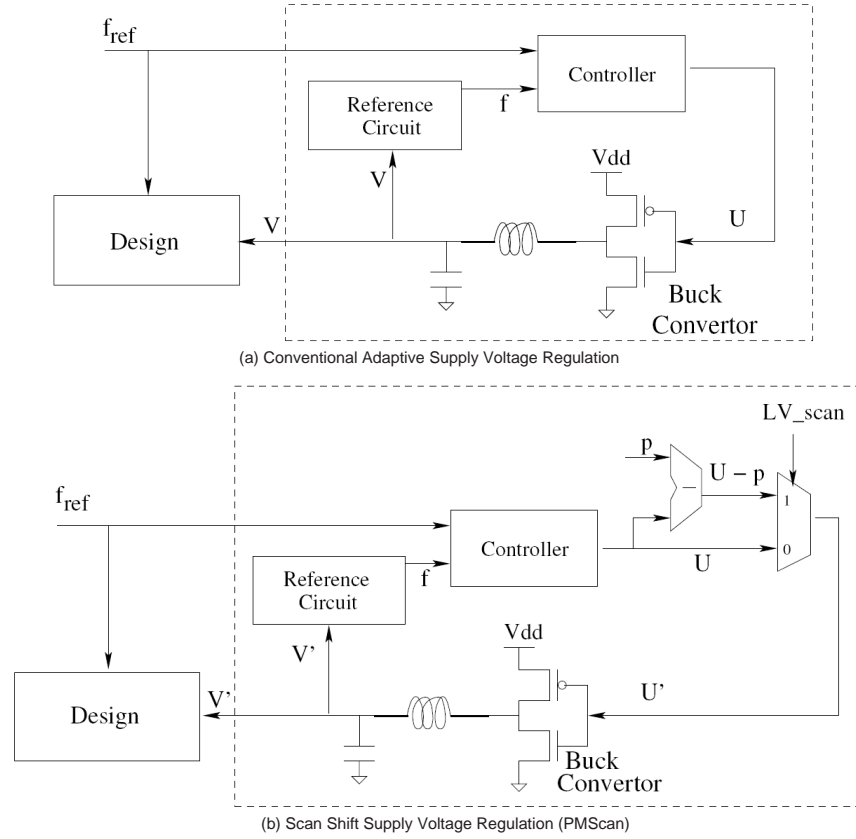 f_ref
Controller
Reference
Circuit
f
V
Vdd
Design
V
U
Buck
Convertor
(a) Conventional Adaptive Supply Voltage Regulation
LV_scan
p
U - p
1
f_ref
Controller
0
U
Reference
Circuit
f
Vdd
V'
U'
V'
Design
Buck
Convertor
(b) Scan Shift Supply Voltage Regulation (PMScan)